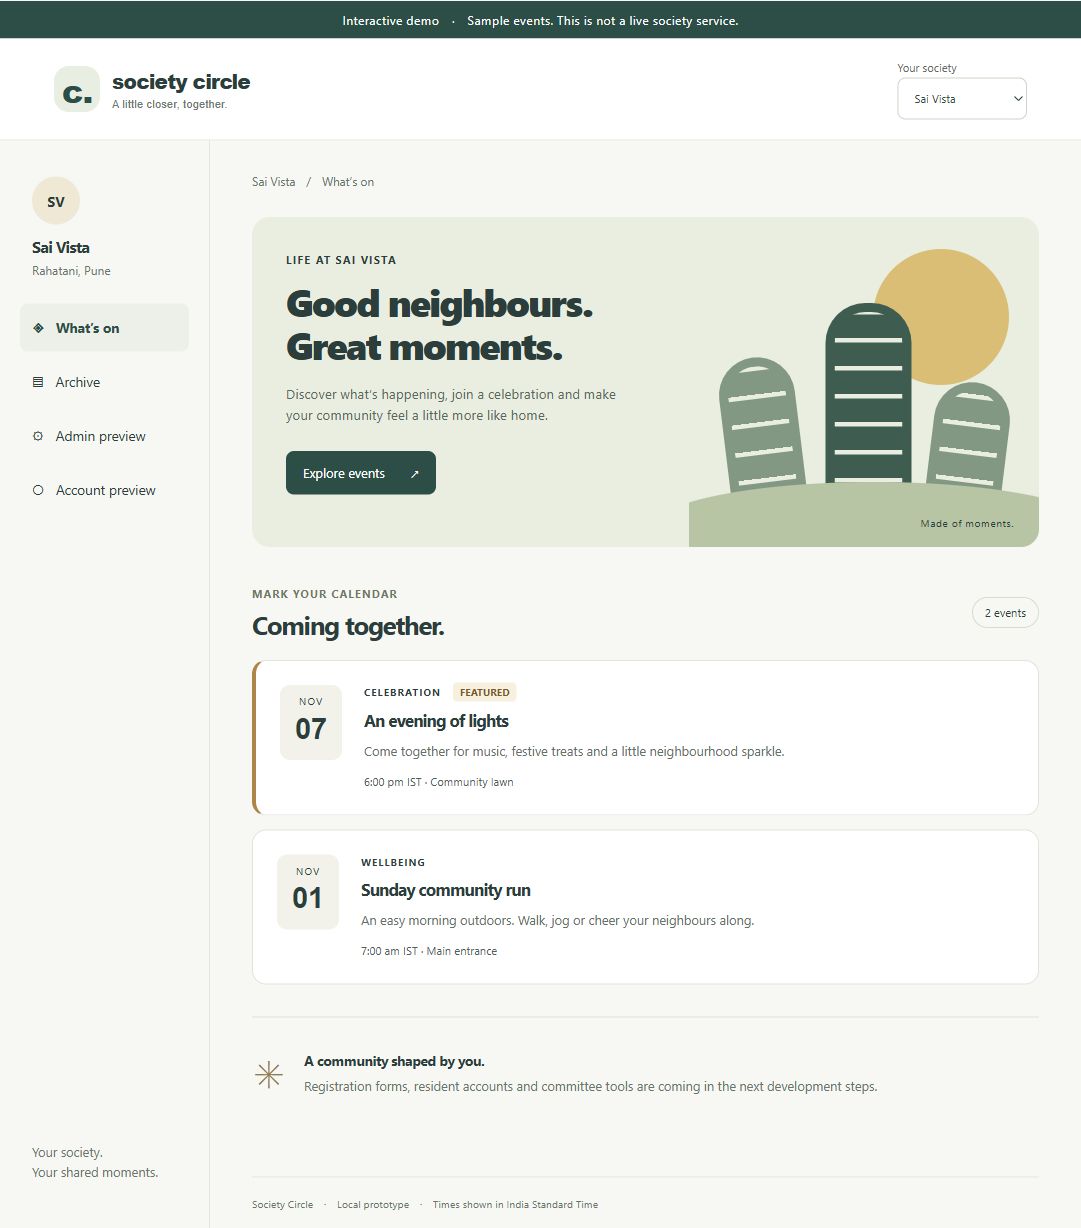 Interactive demo · Sample events. This is not a live society service.
c.
society circle
A little closer, together.
Your society
Sai Vista
SV
Sai Vista
Rahatani, Pune
What's on
Archive
Admin preview
Account preview
Your society.
Your shared moments.
Sai Vista / What's on
LIFE AT SAI VISTA
Good neighbours.
Great moments.
Discover what's happening, join a celebration and make
your community feel a little more like home.
Explore events ↗
Made of moments.
MARK YOUR CALENDAR
Coming together.
2 events
NOV
07
CELEBRATION FEATURED
An evening of lights
Come together for music, festive treats and a little neighbourhood sparkle.
6:00 pm IST · Community lawn
NOV
01
WELLBEING
Sunday community run
An easy morning outdoors. Walk, jog or cheer your neighbours along.
7:00 am IST · Main entrance
A community shaped by you.
Registration forms, resident accounts and committee tools are coming in the next development steps.
Society Circle · Local prototype · Times shown in India Standard Time